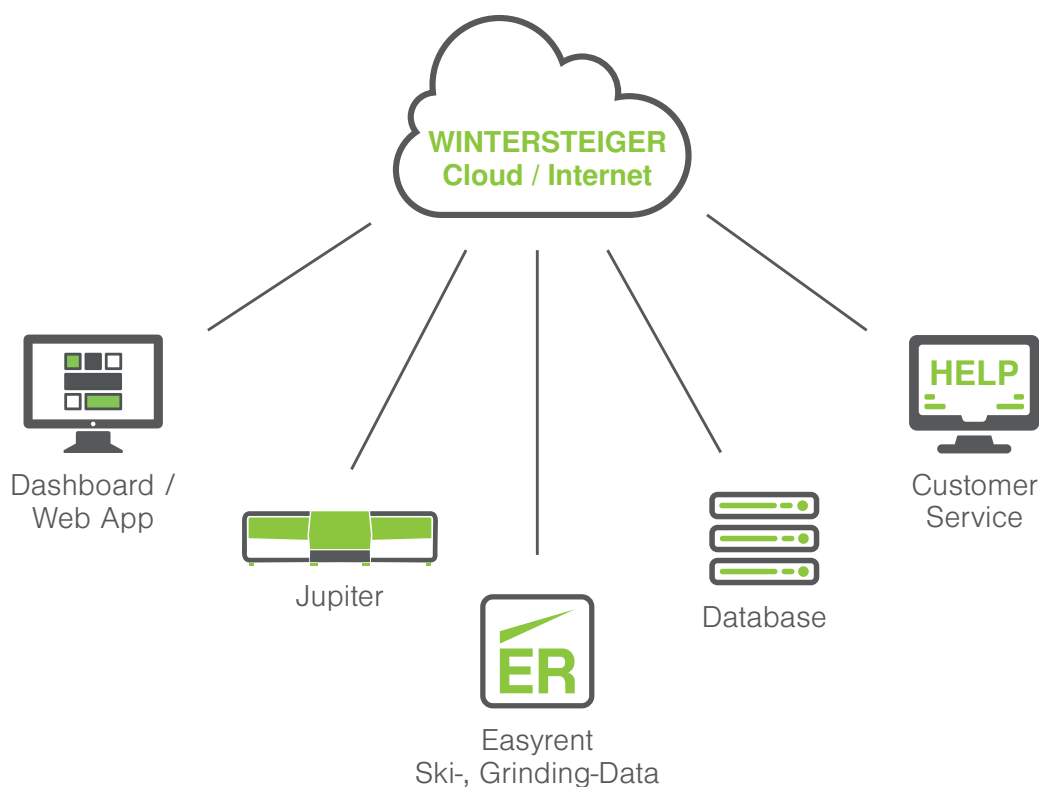 WINTERSTEIGER
Cloud / Internet
HELP
Dashboard /
Web App
Customer
Service
Jupiter
Database
ER
Easyrent
Ski-, Grinding-Data